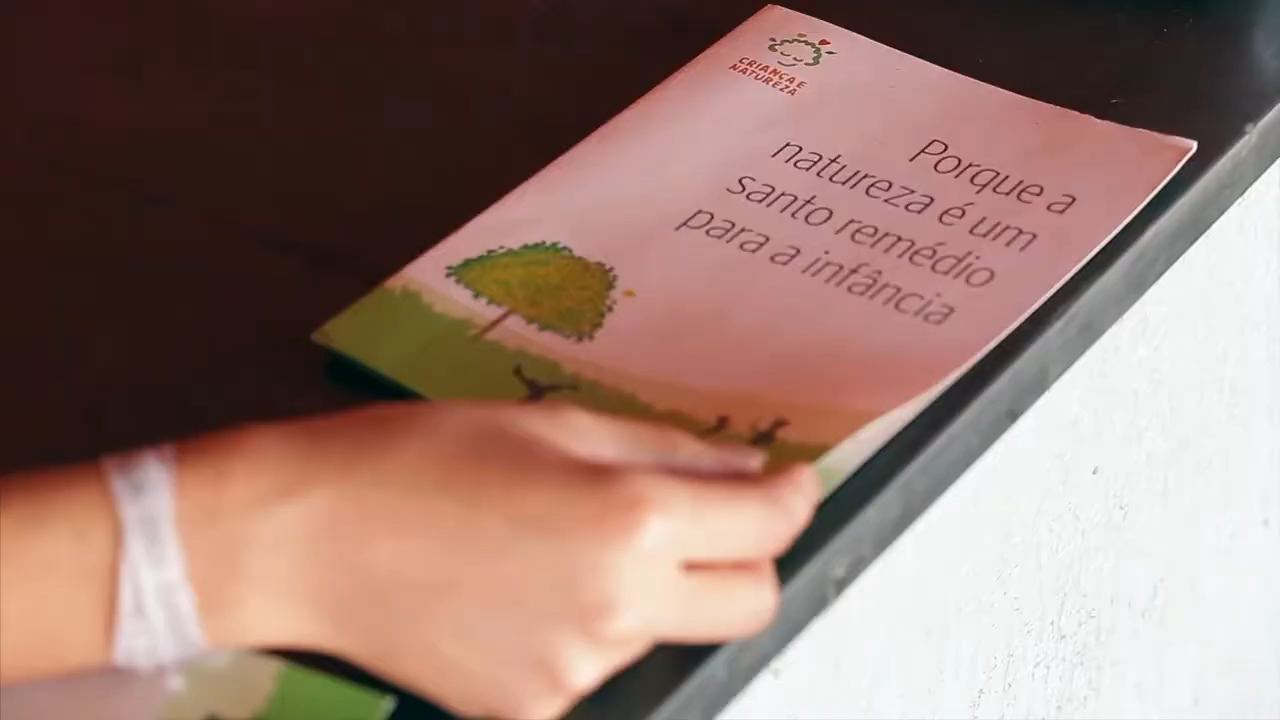 CRIANÇA E
NATUREZA
Porque a
natureza é um
santo remédio
para a infância